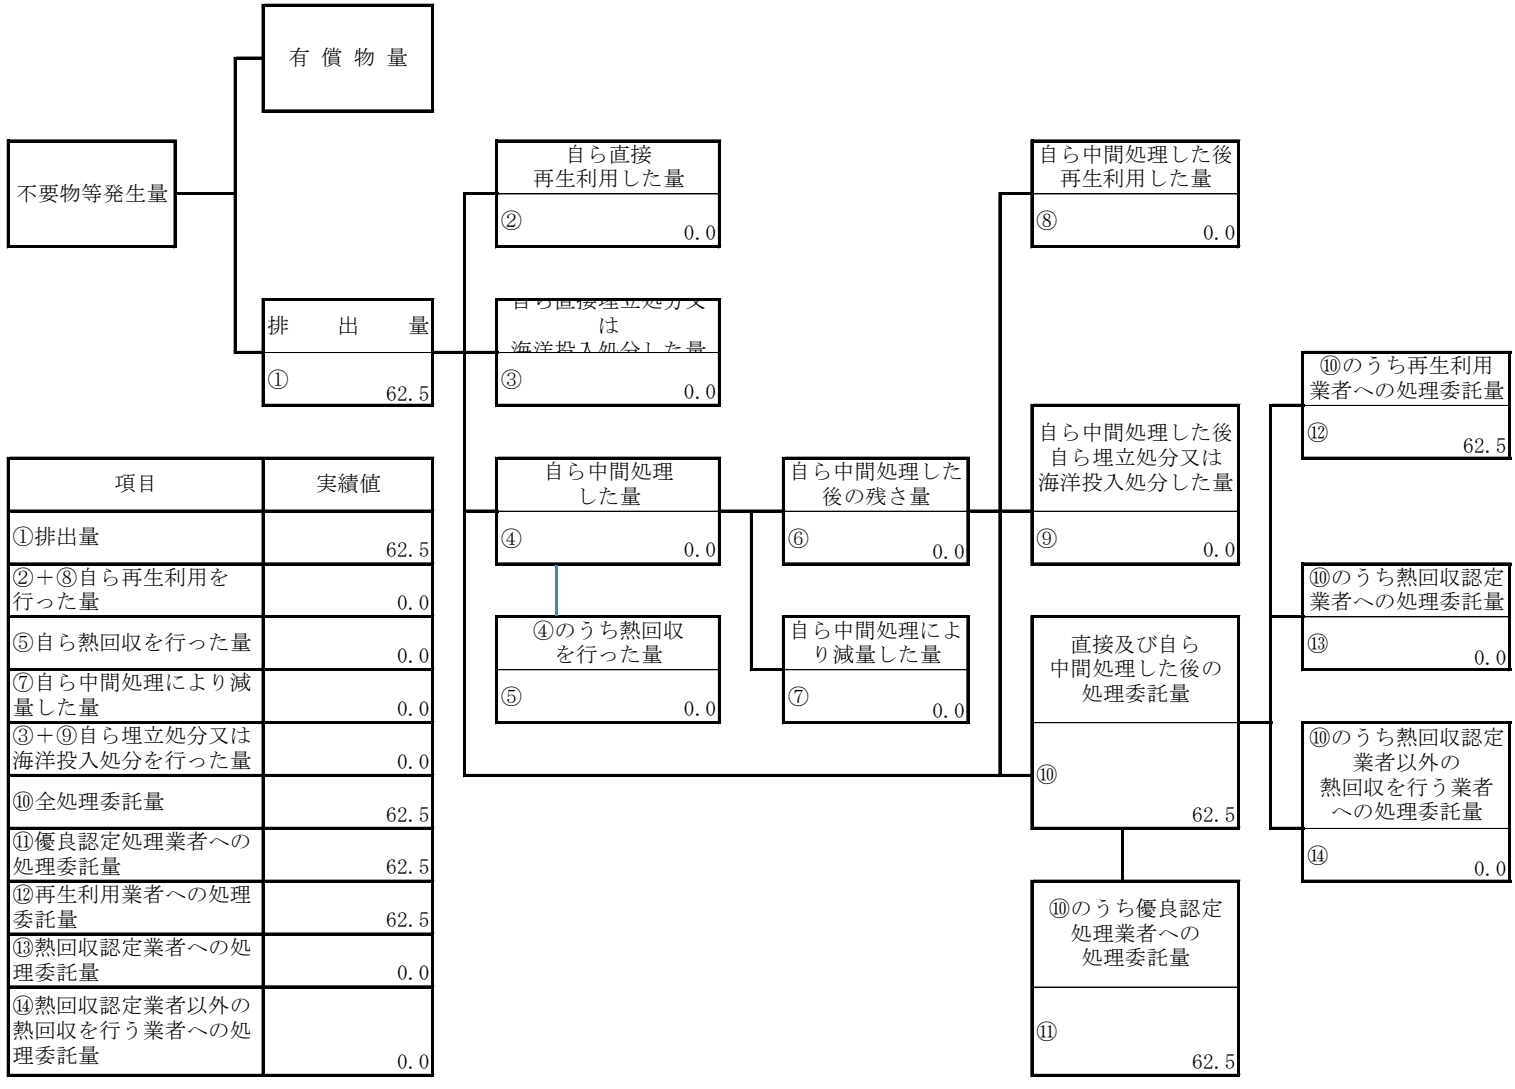 有償物量
不要物等発生量
排出量
①
62.5
自ら直接
再生利用した量
②
0.0
自ら直接埋立処分又
は
海洋投入処分した量
③
0.0
自ら中間処理
した量
④
0.0
④のうち熱回収
を行った量
⑤
0.0
自ら中間処理した
後の残さ量
⑥
0.0
自ら中間処理によ
り減量した量
⑦
0.0
自ら中間処理した後
再生利用した量
⑧
0.0
自ら中間処理した後
自ら埋立処分又は
海洋投入処分した量
⑨
0.0
直接及び自ら
中間処理した後の
処理委託量
⑩
62.5
⑩のうち優良認定
処理業者への
処理委託量
⑪
62.5
⑩のうち再生利用
業者への処理委託量
⑫
62.5
⑩のうち熱回収認定
業者への処理委託量
⑬
0.0
⑩のうち熱回収認定
業者以外の
熱回収を行う業者
への処理委託量
⑭
0.0
項目 実績値
①排出量
62.5
②＋⑧自ら再生利用を
行った量 0.0
⑤自ら熱回収を行った量
0.0
⑦自ら中間処理により減
量した量 0.0
③＋⑨自ら埋立処分又は
海洋投入処分を行った量 0.0
⑩全処理委託量
62.5
⑪優良認定処理業者への
処理委託量 62.5
⑫再生利用業者への処理
委託量 62.5
⑬熱回収認定業者への処
理委託量 0.0
⑭熱回収認定業者以外の
熱回収を行う業者への処
理委託量 0.0